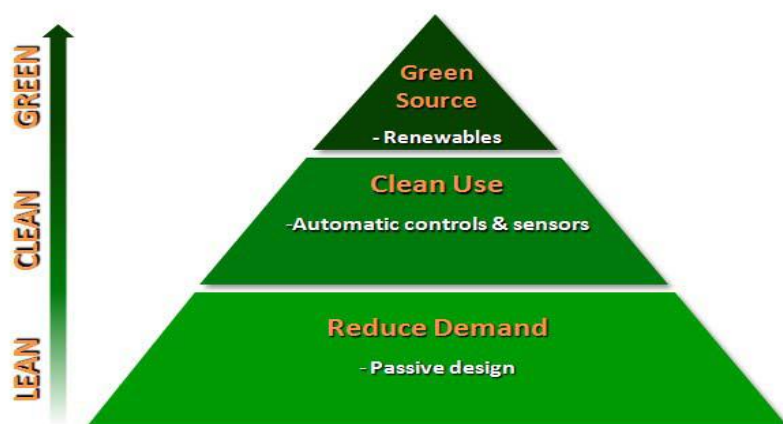 GREEN
CLEAN
LEAN
Green
Source
- Renewables
Clean Use
-Automatic controls & sensors
Reduce Demand
- Passive design